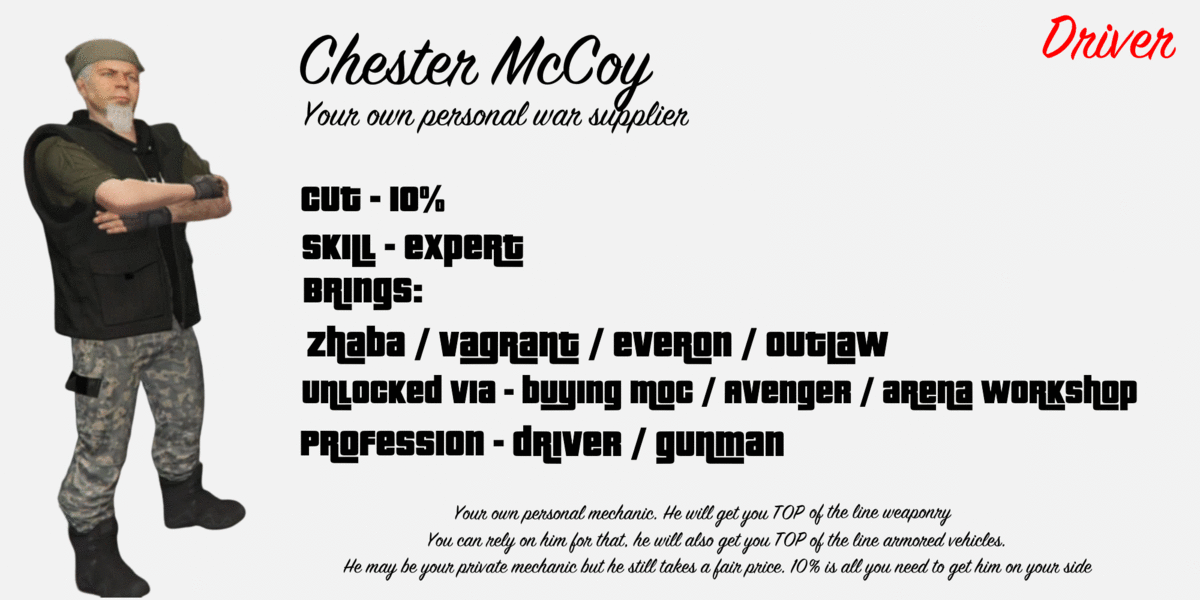 Chester McCoy
Driver
Your own personal war supplier
Cut - 10%
Skill - expert
Brings:
Zhaba / Vagrant / Everon / Outlaw
Unlocked via - buying MOC / Avenger / Arena Workshop
Profession - driver / gunman
Your own personal mechanic. He will get you TOP of the line weaponry
You can rely on him for that, he will also get you TOP of the line armored vehicles.
He may be your private mechanic but he still takes a fair price. 10% is all you need to get him on your side